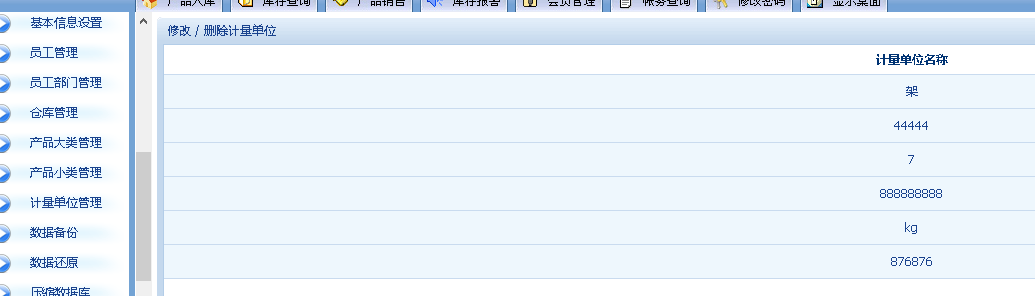 产品入库 库存查询 产品销售 库存报警 会员管理 帐务查询 修改密码 显示桌面
基本信息设置
员工管理
员工部门管理
仓库管理
产品大类管理
产品小类管理
计量单位管理
数据备份
数据还原
压缩数据库
修改 / 删除计量单位
计量单位名称
架
44444
7
888888888
kg
876876